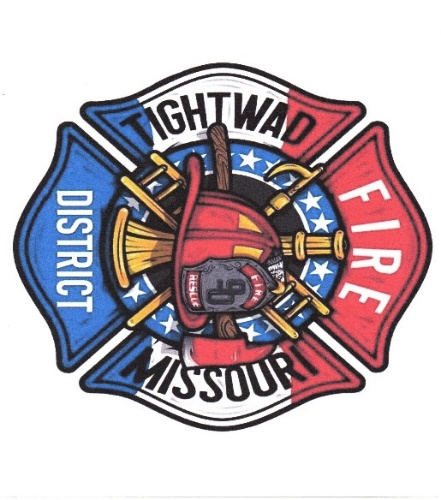 TIGHTWAD
FIRE
DISTRICT
MISSOURI
FIRE
RESCUE